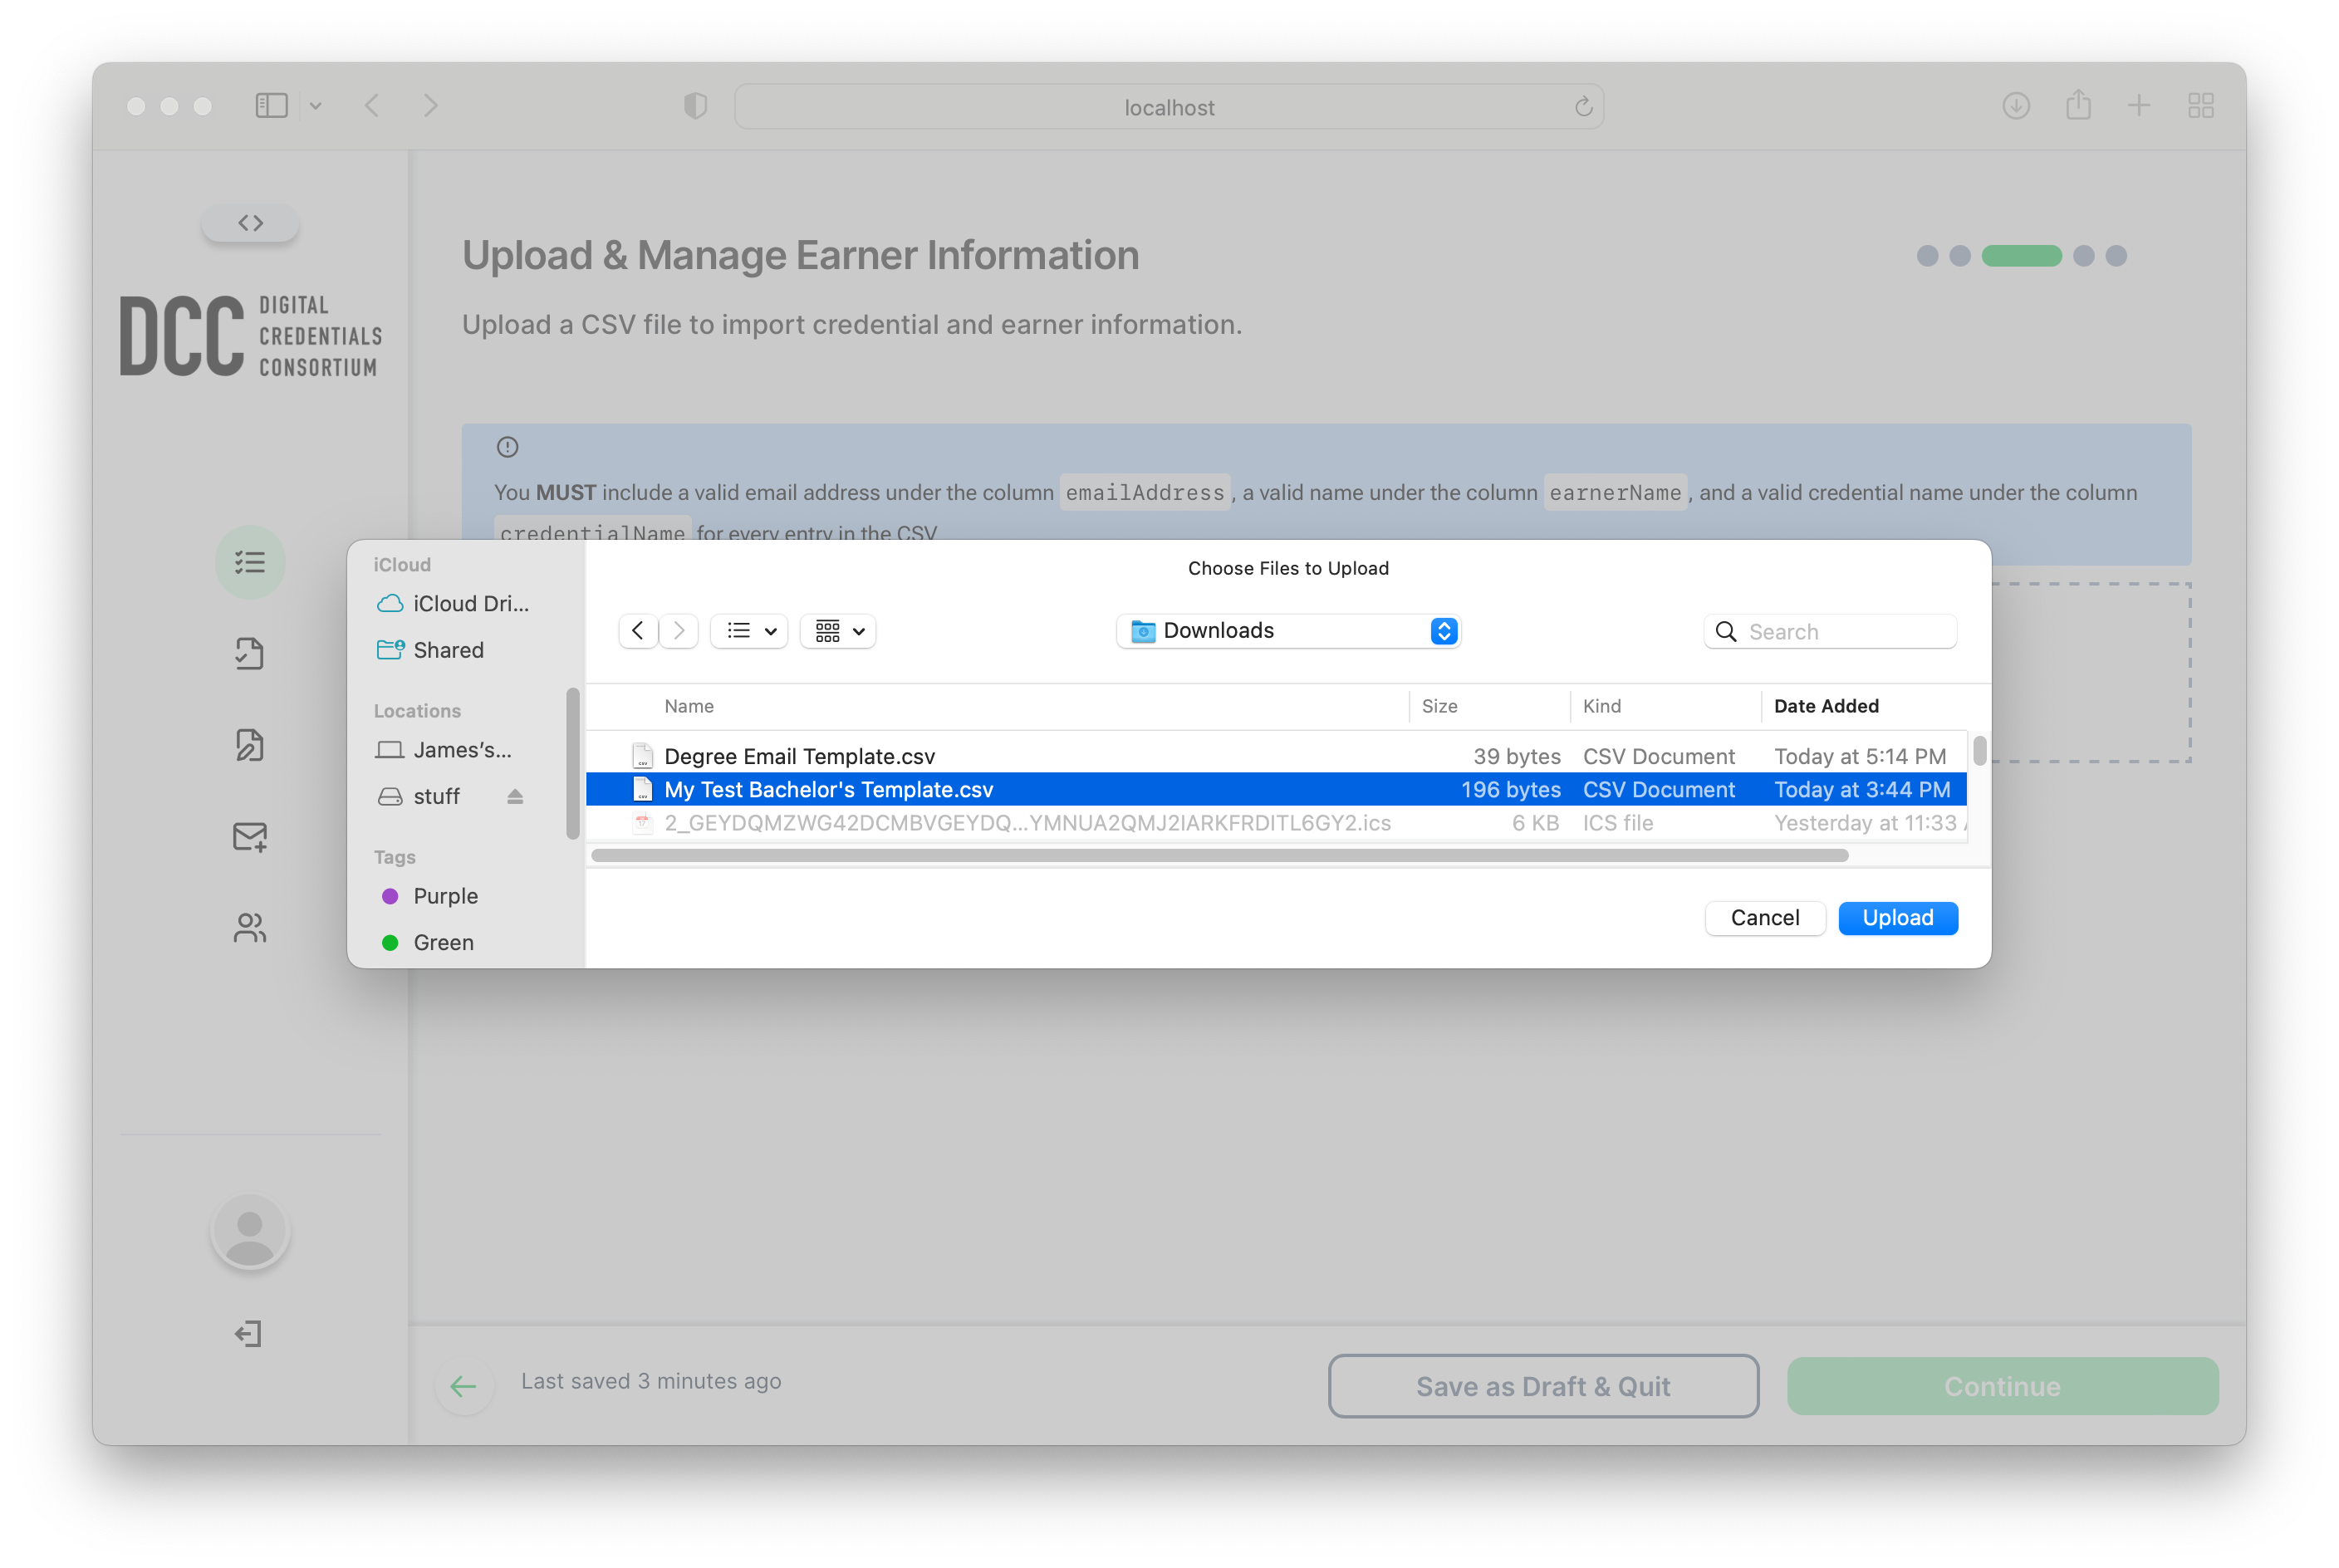 localhost
DCC
DIGITAL
CREDENTIALS
CONSORTIUM
Upload & Manage Earner Information
Upload a CSV file to import credential and earner information.
You MUST include a valid email address under the column emailAddress, a valid name under the column earnerName, and a valid credential name under the column
credentialName for every entry in the CSV
iCloud
iCloud Dri...
Shared
Locations
James's...
stuff
Tags
Purple
Green
Choose Files to Upload
Downloads
Search
Name Size Kind Date Added
Degree Email Template.csv 39 bytes CSV Document Today at 5:14 PM
My Test Bachelor's Template.csv 196 bytes CSV Document Today at 3:44 PM
2_GEYDQMZWG42DCMBVGEYDQ...YMNUA2QMJ2IARKFRDITL6GY2.ics 6 KB ICS file Yesterday at 11:33
Cancel
Upload
Last saved 3 minutes ago
Save as Draft & Quit
Continue